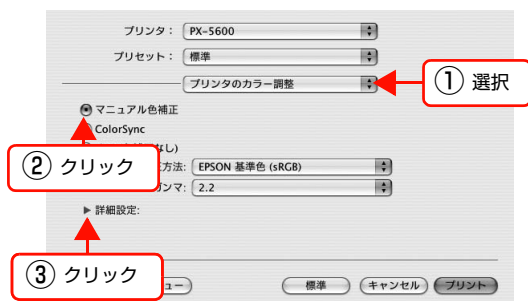 プリンタ： PX-5600
プリセット： 標準
プリンタのカラー調整
① 選択
マニュアル色補正
ColorSync
なし)
② クリック
方法: EPSON 基準色 (sRGB)
ンマ: 2.2
詳細設定:
③ クリック
ュー
標準
キャンセル
プリント